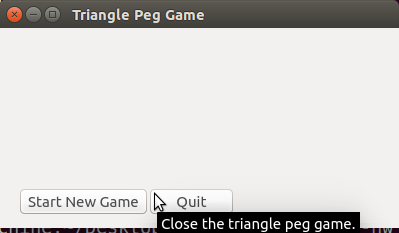 Triangle Peg Game
Start New Game
Quit
Close the triangle peg game.